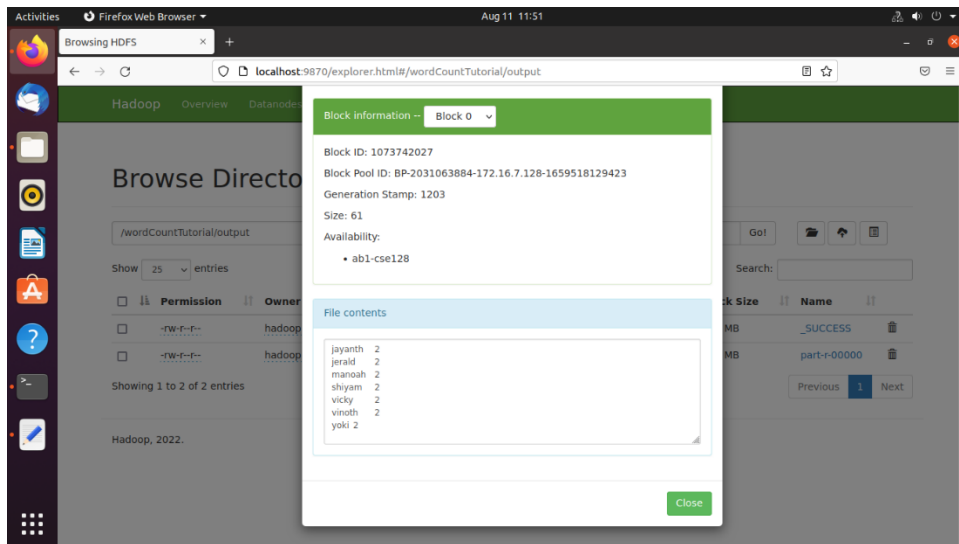 Activities Firefox Web Browser Aug 11 11:51
Browsing HDFS
localhost:9870/explorer.html#/wordCountTutorial/output
Hadoop Overview Datanodes
Block information -- Block 0
Block ID: 1073742027
Block Pool ID: BP-2031063884-172.16.7.128-1659518129423
Generation Stamp: 1203
Size: 61
Availability:
ab1-cse128
Browse Directo
/wordCountTutorial/output Go!
Show 25 entries Search:
Permission Owner ck Size Name
-rw-r--r-- hadoop MB _SUCCESS
-rw-r--r-- hadoop MB part-r-00000
Showing 1 to 2 of 2 entries Previous 1 Next
Hadoop, 2022.
File contents
jayanth 2
jerald 2
manoah 2
shiyam 2
vicky 2
vinoth 2
yoki 2
Close